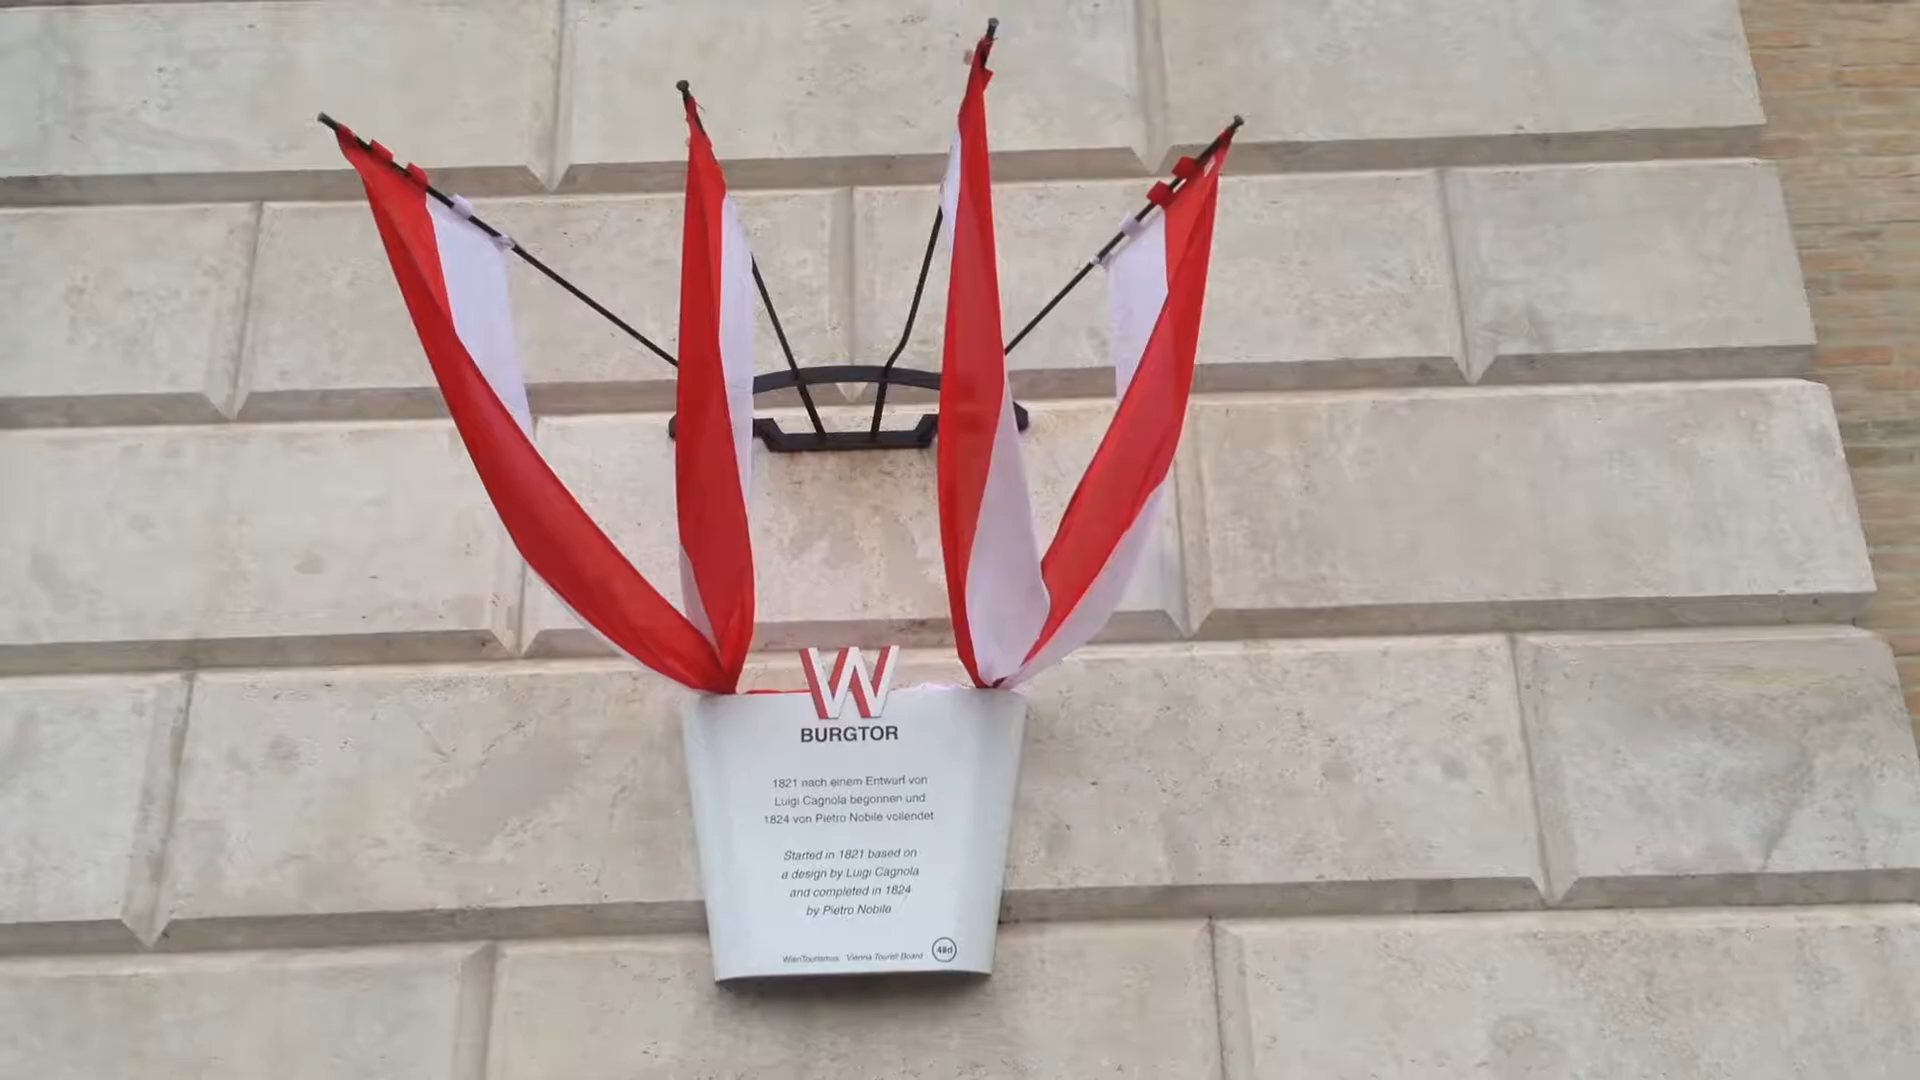 W
BURGTOR
1821 nach einem Entwurf von
Luigi Cagnola begonnen und
1824 von Pietro Nobile vollendet
Started in 1821 based on
a design by Luigi Cagnola
and completed in 1824
by Pietro Nobile
WienTourismus Vienna Tourist Board 48d